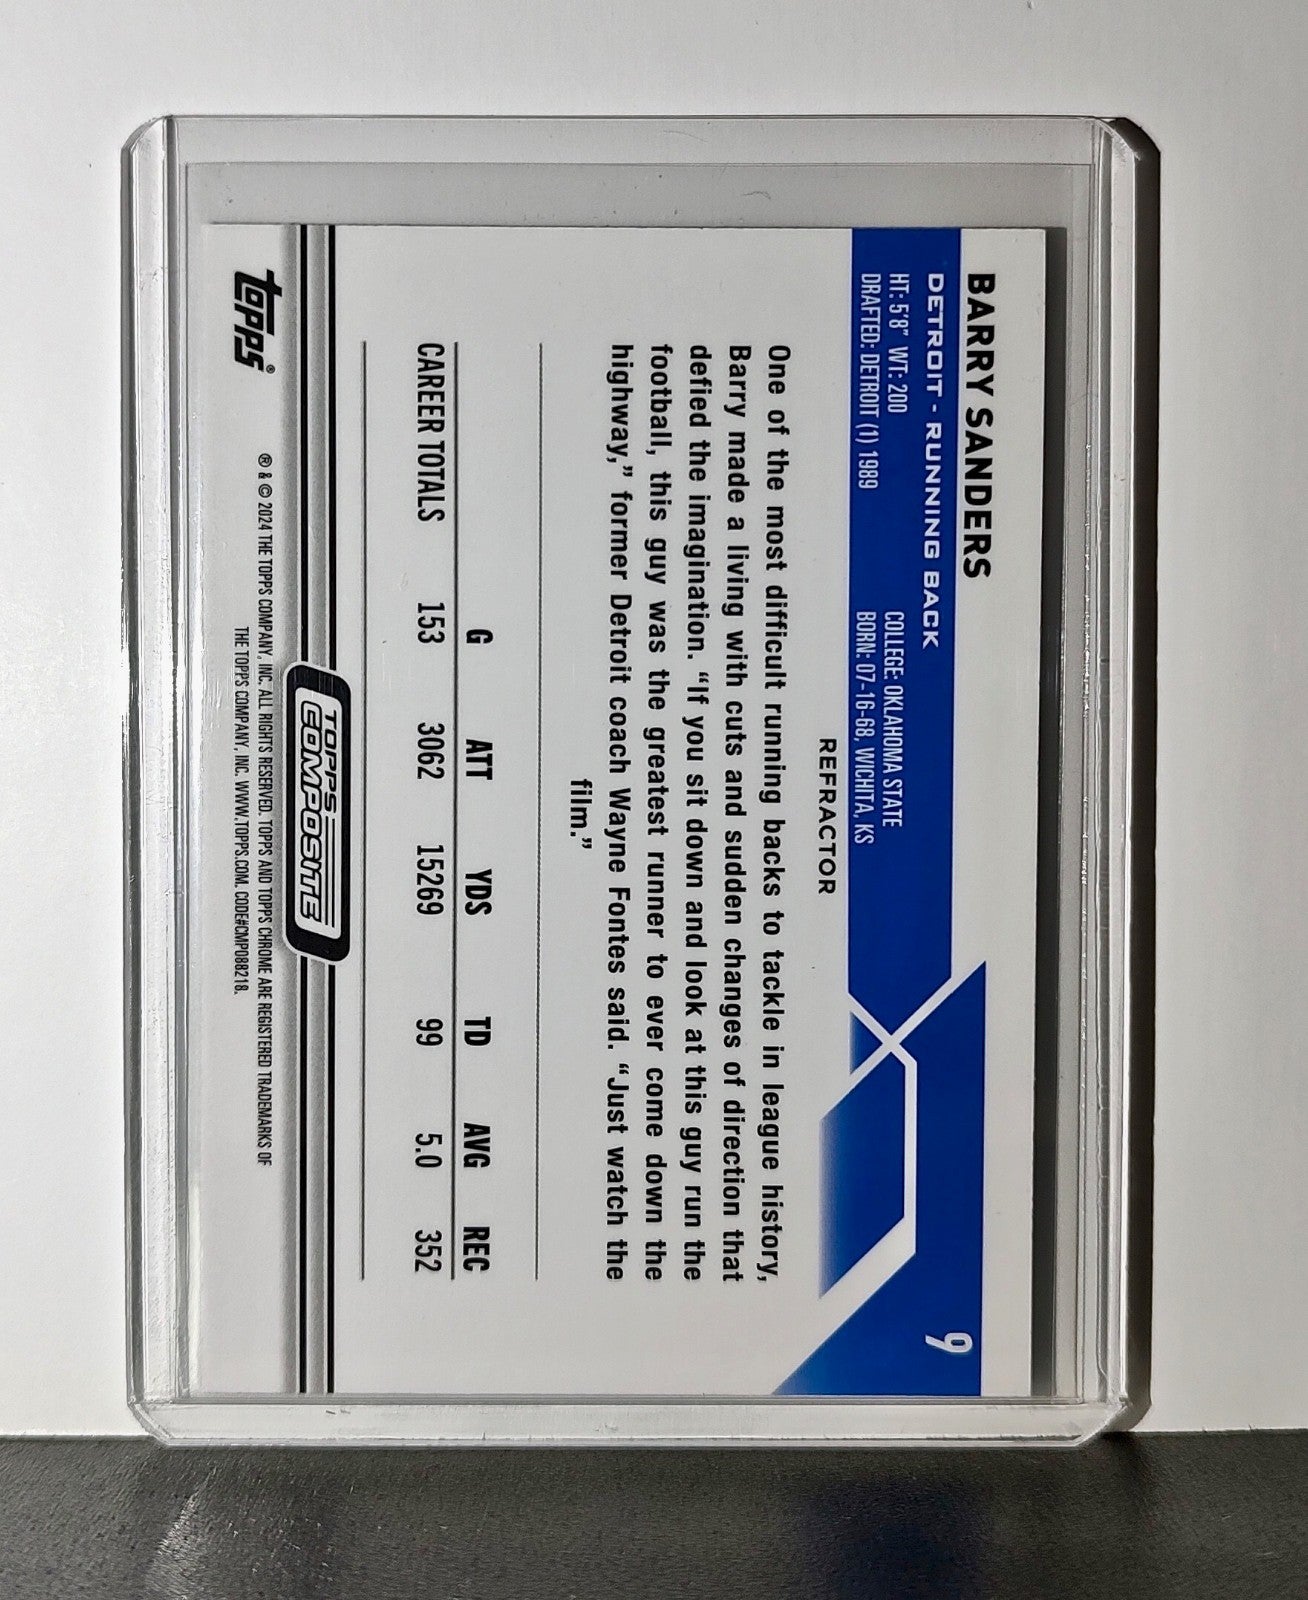 BARRY SANDERS
DETROIT - RUNNING BACK
9
HT: 5'8" WT: 200
COLLEGE: OKLAHOMA STATE
DRAFTED: DETROIT (1) 1989
BORN: 07-16-68, WICHITA, KS
REFRACTOR
One of the most difficult running backs to tackle in league history,
Barry made a living with cuts and sudden changes of direction that
defied the imagination. “If you sit down and look at this guy run the
football, this guy was the greatest runner to ever come down the
highway,” former Detroit coach Wayne Fontes said. “Just watch the
film.”
G ATT YDS TD AVG REC
CAREER TOTALS 153 3062 15269 99 5.0 352
TOPPS
COMPOSITE
topps®
® & © 2024 THE TOPPS COMPANY, INC. ALL RIGHTS RESERVED. TOPPS AND TOPPS CHROME ARE REGISTERED TRADEMARKS OF
THE TOPPS COMPANY, INC. WWW.TOPPS.COM. CODE#CMP088218.